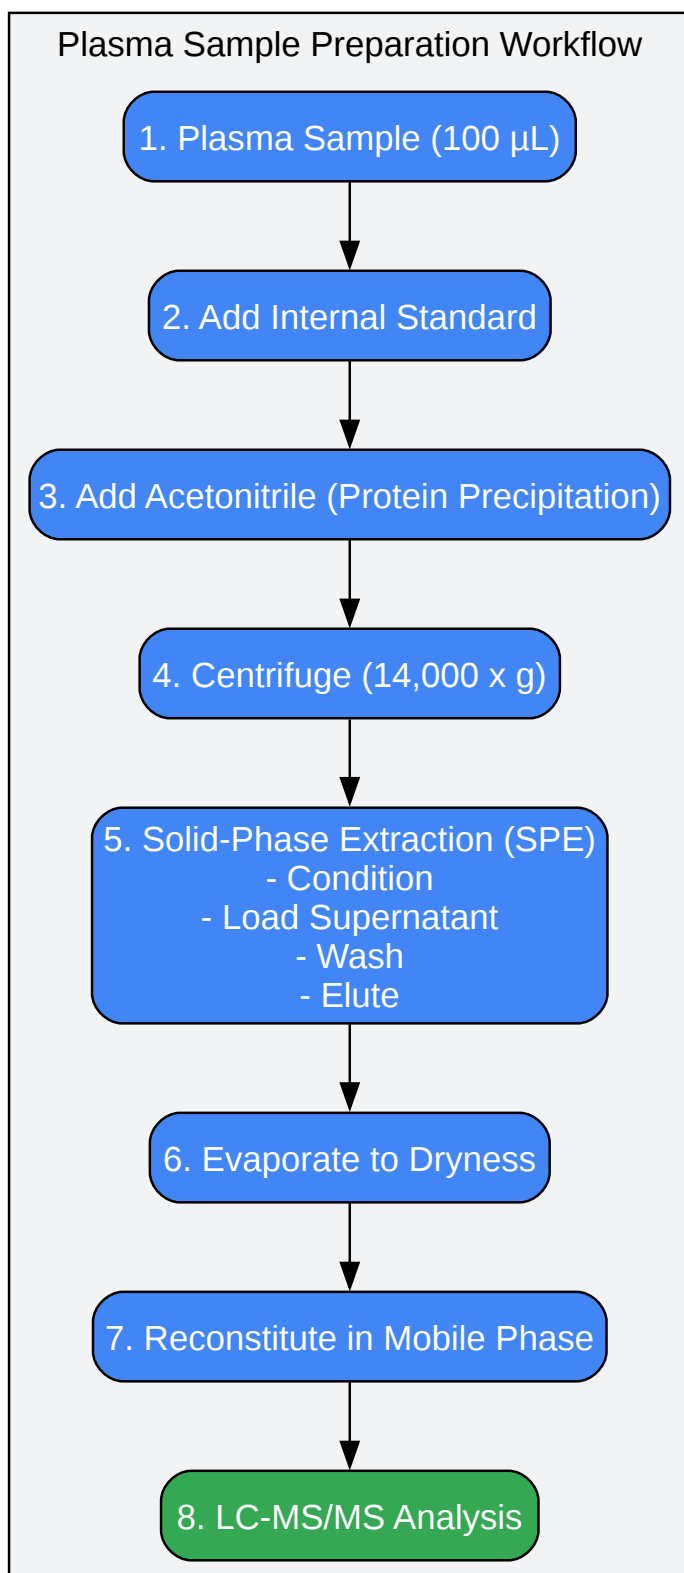 Plasma Sample Preparation Workflow
1. Plasma Sample (100 µL)
2. Add Internal Standard
3. Add Acetonitrile (Protein Precipitation)
4. Centrifuge (14,000 x g)
5. Solid-Phase Extraction (SPE)
- Condition
- Load Supernatant
- Wash
- Elute
6. Evaporate to Dryness
7. Reconstitute in Mobile Phase
8. LC-MS/MS Analysis